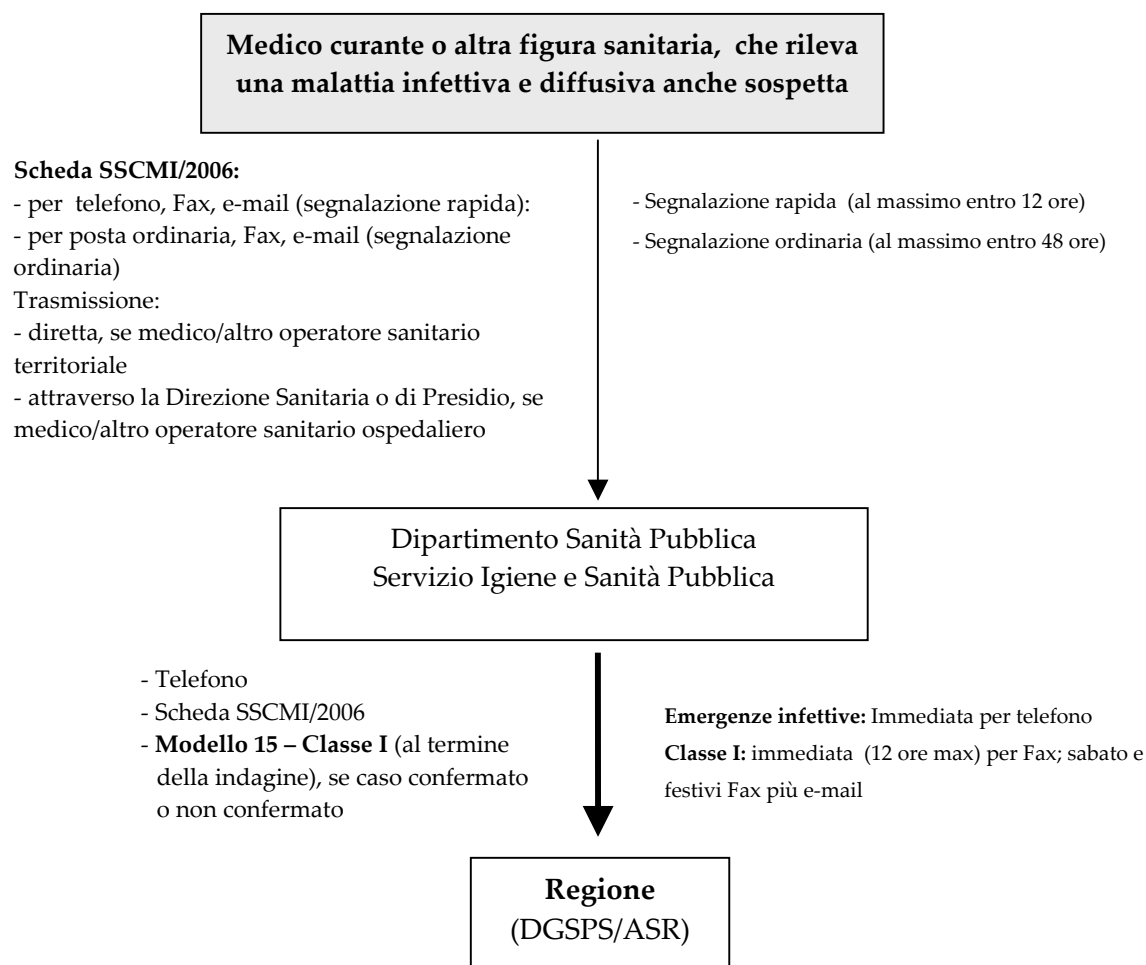 Medico curante o altra figura sanitaria, che rileva
una malattia infettiva e diffusiva anche sospetta
Scheda SSCMI/2006:
- per telefono, Fax, e-mail (segnalazione rapida):
- per posta ordinaria, Fax, e-mail (segnalazione
ordinaria)
Trasmissione:
- diretta, se medico/altro operatore sanitario
territoriale
- attraverso la Direzione Sanitaria o di Presidio, se
medico/altro operatore sanitario ospedaliero
- Segnalazione rapida (al massimo entro 12 ore)
- Segnalazione ordinaria (al massimo entro 48 ore)
Dipartimento Sanità Pubblica
Servizio Igiene e Sanità Pubblica
- Telefono
- Scheda SSCMI/2006
- Modello 15 – Classe I (al termine
della indagine), se caso confermato
o non confermato
Emergenze infettive: Immediata per telefono
Classe I: immediata (12 ore max) per Fax; sabato e
festivi Fax più e-mail
Regione
(DGSPS/ASR)